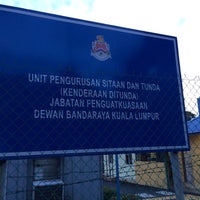 UNIT PENGURUSAN SITAAN DAN TUNDA
(KENDERAAN DITUNDA)
JABATAN PENGUATKUASAAN
DEWAN BANDARAYA KUALA LUMPUR